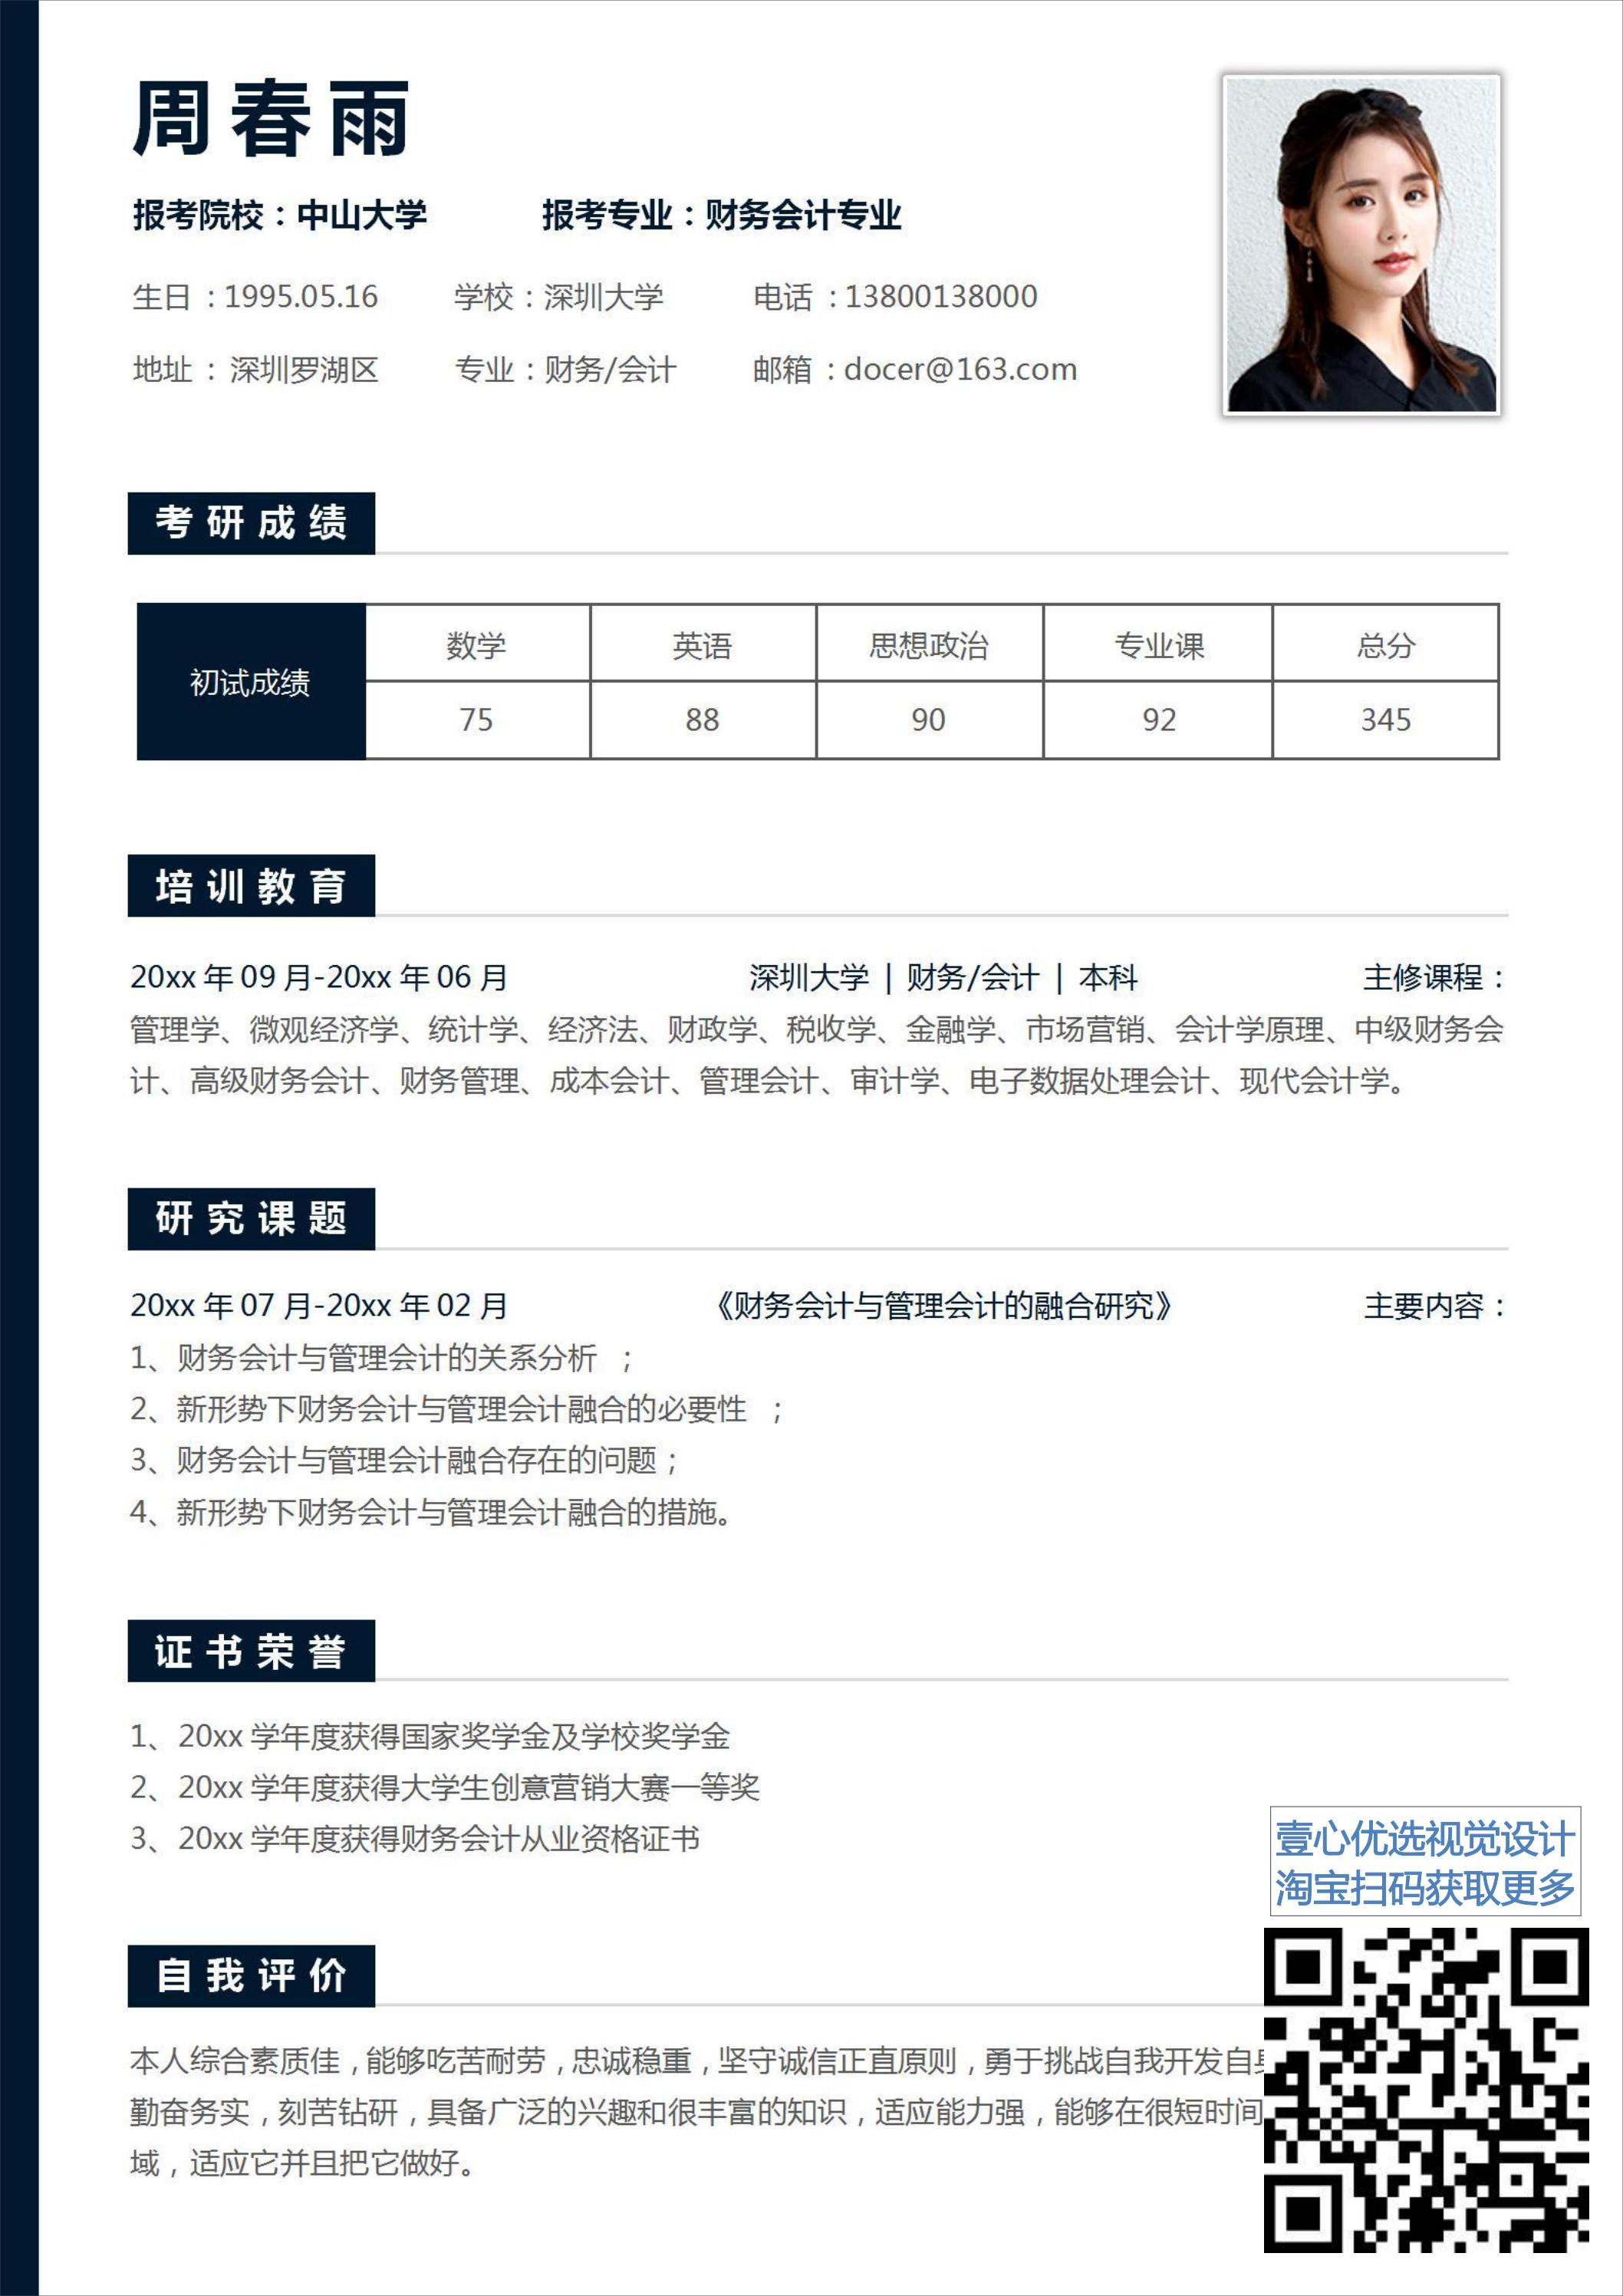 周春雨
报考院校：中山大学 报考专业：财务会计专业
生日 ：1995.05.16 学校：深圳大学 电话 ：13800138000
地址 ： 深圳罗湖区 专业：财务/会计 邮箱 ：docer@163.com
考研成绩
初试成绩
数学 英语 思想政治 专业课 总分
75 88 90 92 345
培训教育
20xx 年 09 月-20xx 年 06 月 深圳大学 | 财务/会计 | 本科 主修课程：
管理学、微观经济学、统计学、经济法、财政学、税收学、金融学、市场营销、会计学原理、中级财务会
计、高级财务会计、财务管理、成本会计、管理会计、审计学、电子数据处理会计、现代会计学。
研究课题
20xx 年 07 月-20xx 年 02 月 《财务会计与管理会计的融合研究》 主要内容：
1、财务会计与管理会计的关系分析 ；
2、新形势下财务会计与管理会计融合的必要性 ；
3、财务会计与管理会计融合存在的问题；
4、新形势下财务会计与管理会计融合的措施。
证书荣誉
1、20xx 学年度获得国家奖学金及学校奖学金
2、20xx 学年度获得大学生创意营销大赛一等奖
3、20xx 学年度获得财务会计从业资格证书
壹心优选视觉设计
淘宝扫码获取更多
自我评价
本人综合素质佳，能够吃苦耐劳，忠诚稳重，坚守诚信正直原则，勇于挑战自我开发自
勤奋务实，刻苦钻研，具备广泛的兴趣和很丰富的知识，适应能力强，能够在很短时间
域，适应它并且把它做好。